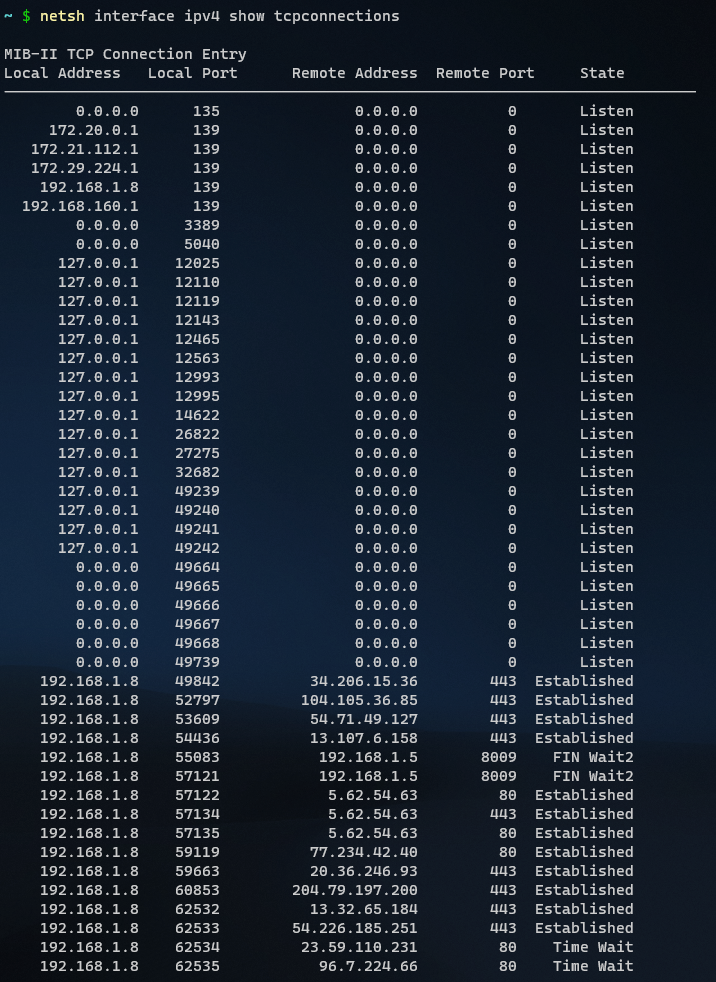 ~ $ netsh interface ipv4 show tcpconnections
MIB-II TCP Connection Entry
Local Address   Local Port      Remote Address  Remote Port     State
0.0.0.0      135               0.0.0.0          0       Listen
172.20.0.1      139               0.0.0.0          0       Listen
172.21.112.1      139               0.0.0.0          0       Listen
172.29.224.1      139               0.0.0.0          0       Listen
192.168.1.8      139               0.0.0.0          0       Listen
192.168.160.1      139               0.0.0.0          0       Listen
0.0.0.0     3389               0.0.0.0          0       Listen
0.0.0.0     5040               0.0.0.0          0       Listen
127.0.0.1    12025               0.0.0.0          0       Listen
127.0.0.1    12110               0.0.0.0          0       Listen
127.0.0.1    12119               0.0.0.0          0       Listen
127.0.0.1    12143               0.0.0.0          0       Listen
127.0.0.1    12465               0.0.0.0          0       Listen
127.0.0.1    12563               0.0.0.0          0       Listen
127.0.0.1    12993               0.0.0.0          0       Listen
127.0.0.1    12995               0.0.0.0          0       Listen
127.0.0.1    14622               0.0.0.0          0       Listen
127.0.0.1    26822               0.0.0.0          0       Listen
127.0.0.1    27275               0.0.0.0          0       Listen
127.0.0.1    32682               0.0.0.0          0       Listen
127.0.0.1    49239               0.0.0.0          0       Listen
127.0.0.1    49240               0.0.0.0          0       Listen
127.0.0.1    49241               0.0.0.0          0       Listen
127.0.0.1    49242               0.0.0.0          0       Listen
0.0.0.0    49664               0.0.0.0          0       Listen
0.0.0.0    49665               0.0.0.0          0       Listen
0.0.0.0    49666               0.0.0.0          0       Listen
0.0.0.0    49667               0.0.0.0          0       Listen
0.0.0.0    49668               0.0.0.0          0       Listen
0.0.0.0    49739               0.0.0.0          0       Listen
192.168.1.8    49842          34.206.15.36        443  Established
192.168.1.8    52797         104.105.36.85        443  Established
192.168.1.8    53609          54.71.49.127        443  Established
192.168.1.8    54436          13.107.6.158        443  Established
192.168.1.8    55083           192.168.1.5       8009    FIN Wait2
192.168.1.8    57121           192.168.1.5       8009    FIN Wait2
192.168.1.8    57122            5.62.54.63         80  Established
192.168.1.8    57134            5.62.54.63        443  Established
192.168.1.8    57135            5.62.54.63         80  Established
192.168.1.8    59119          77.234.42.40         80  Established
192.168.1.8    59663         20.36.246.93        443  Established
192.168.1.8    60853        204.79.197.200        443  Established
192.168.1.8    62532          13.32.65.184        443  Established
192.168.1.8    62533        54.226.185.251        443  Established
192.168.1.8    62534         23.59.110.231         80    Time Wait
192.168.1.8    62535           96.7.224.66         80    Time Wait